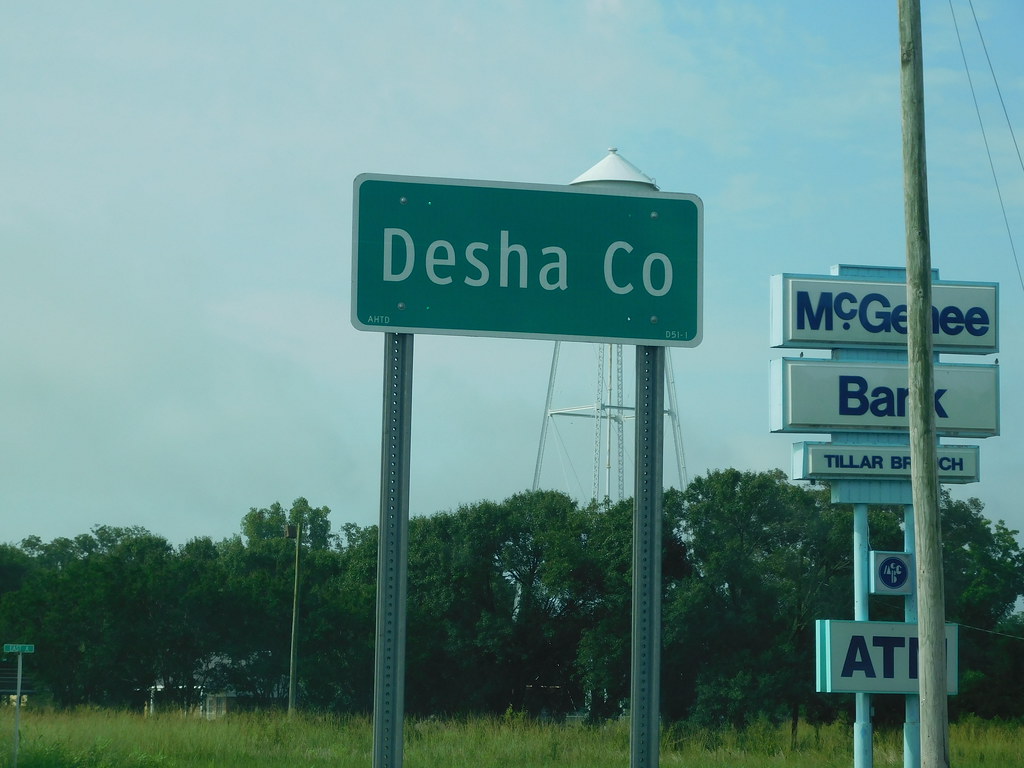 Desha Co
AHTD
D51-1
McGehee
Bank
TILLAR BRANCH
ATM